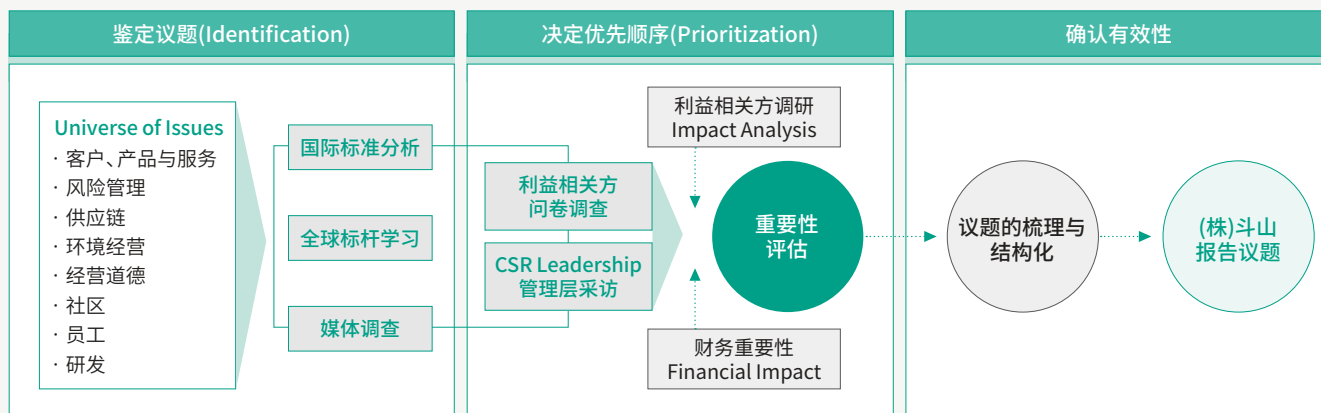 鉴定议题(Identification)
Universe of Issues
· 客户、产品与服务
· 风险管理
· 供应链
· 环境经营
· 经营道德
· 社区
· 员工
· 研发
国际标准分析
全球标杆学习
媒体调查
决定优先顺序(Prioritization)
利益相关方
问卷调查
CSR Leadership
管理层采访
利益相关方调研
Impact Analysis
重要性
评估
财务重要性
Financial Impact
确认有效性
议题的梳理与
结构化
(株)斗山
报告议题